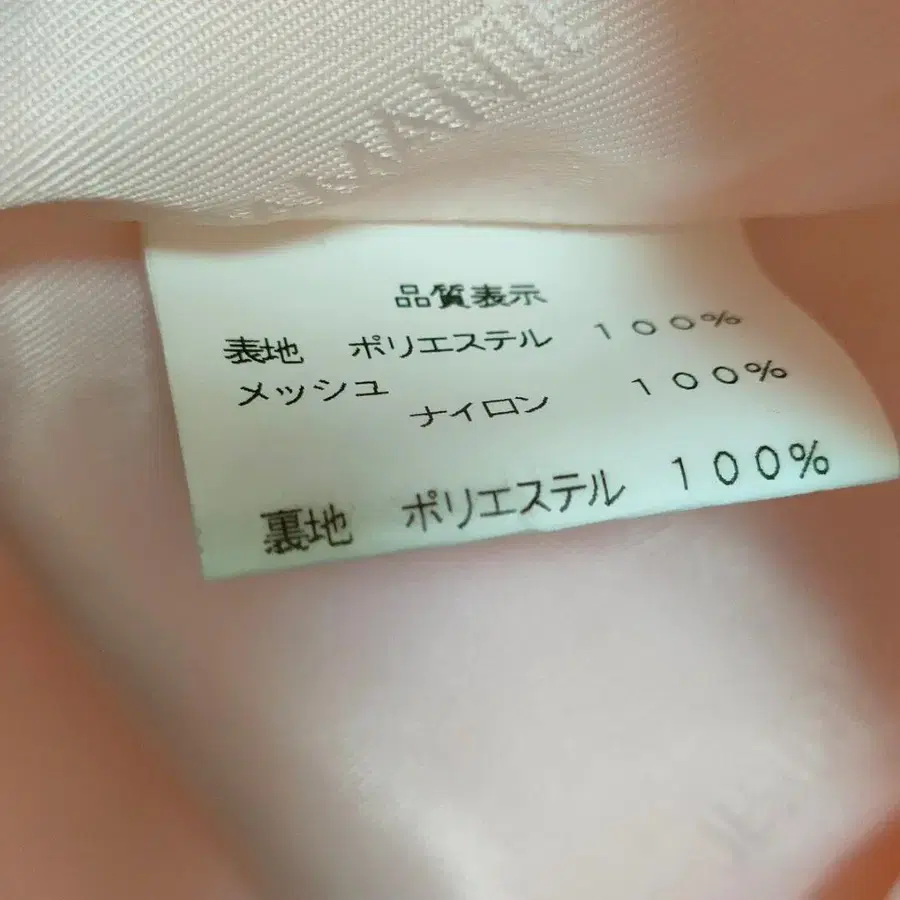 品質表示
表地 ポリエステル 100%
メッシュ
ナイロン 100%
裏地 ポリエステル 100%